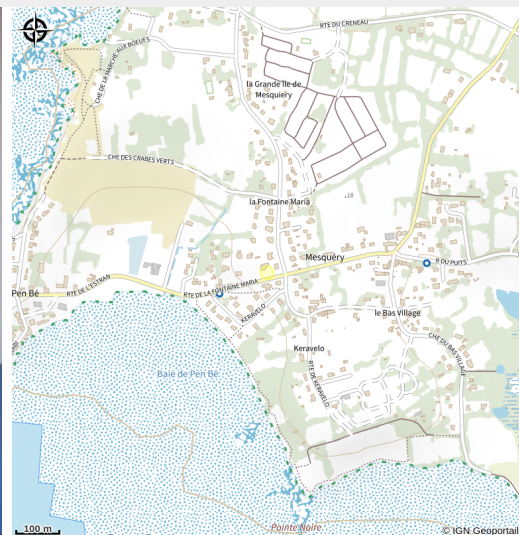 RTE DU CRENEAU
CHE DE LA MARCHE AUX BOEUFS
la Grande Île de
Mesquiery
CHE DES CRABES VERTS
.18
la Fontaine Maria
Mesquéry
R DU PUITS
RTE DE L'ESTRAN
Pen Bé
RTE DE LA FONTAINE MARIA
KERAVELO
le Bas Village
CHE DU BAS VILLAGE
Keravelo
RTE DE KERAVELO
Baie de Pen Bé
100 m
Pointe Noire
© IGN Geoportail